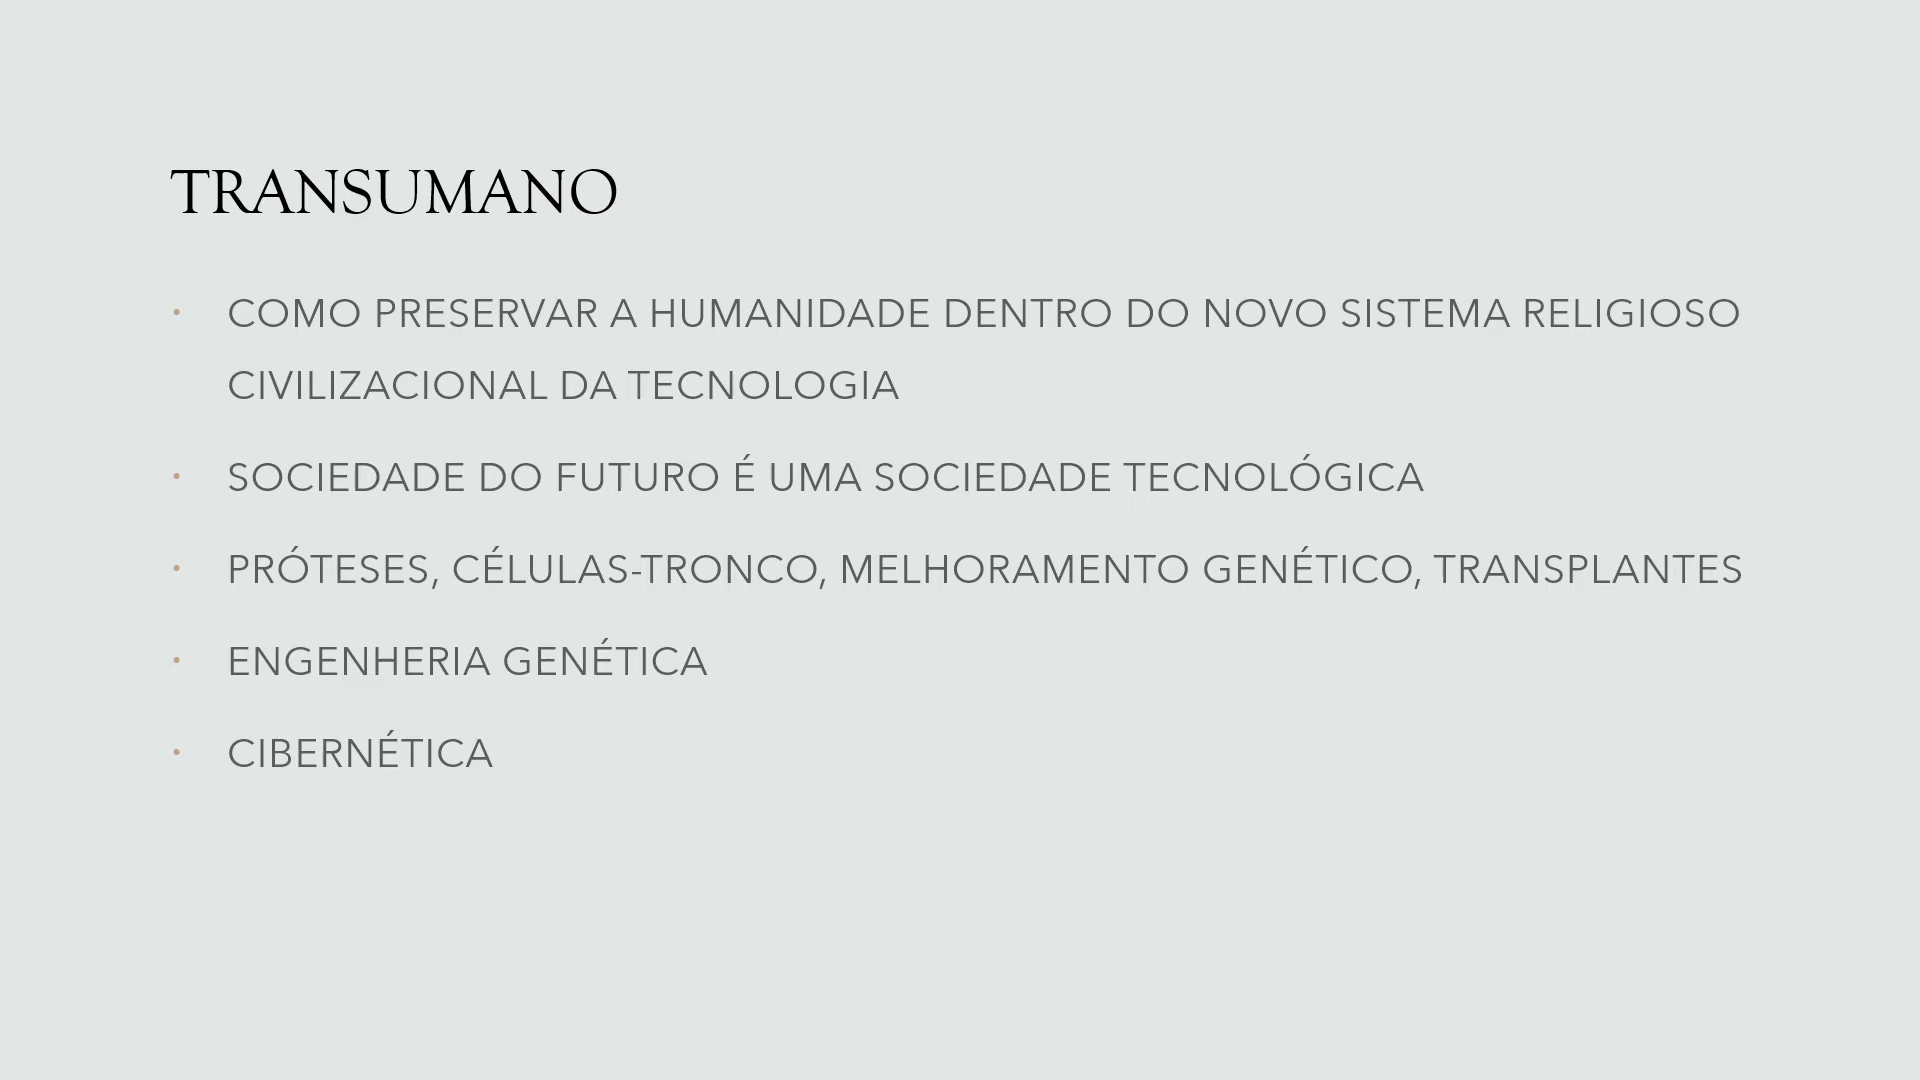 TRANSUMANO
• COMO PRESERVAR A HUMANIDADE DENTRO DO NOVO SISTEMA RELIGIOSO
CIVILIZACIONAL DA TECNOLOGIA
• SOCIEDADE DO FUTURO É UMA SOCIEDADE TECNOLÓGICA
• PRÓTESES, CÉLULAS-TRONCO, MELHORAMENTO GENÉTICO, TRANSPLANTES
• ENGENHERIA GENÉTICA
• CIBERNÉTICA